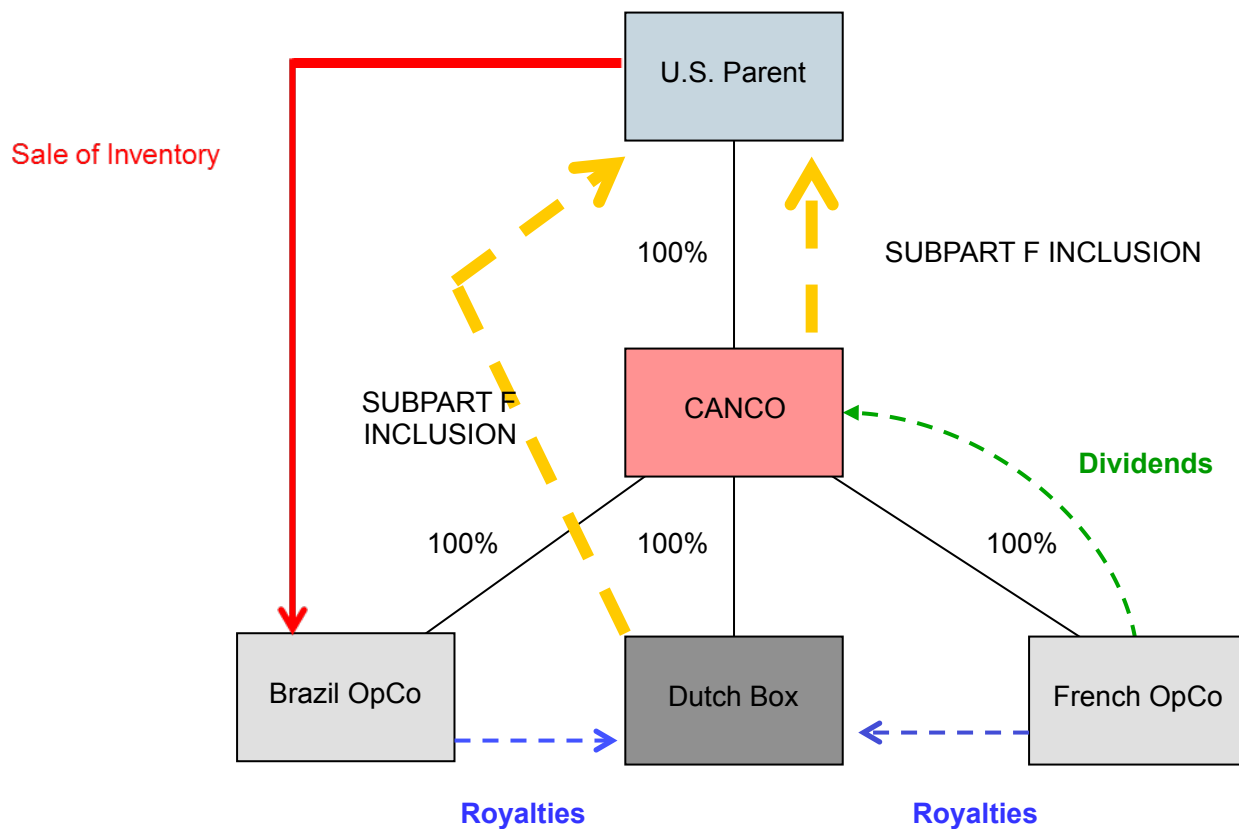 U.S. Parent
Sale of Inventory
100%
SUBPART F INCLUSION
SUBPART F
INCLUSION
CANCO
Dividends
100%
100%
100%
Brazil OpCo
Dutch Box
French OpCo
Royalties
Royalties